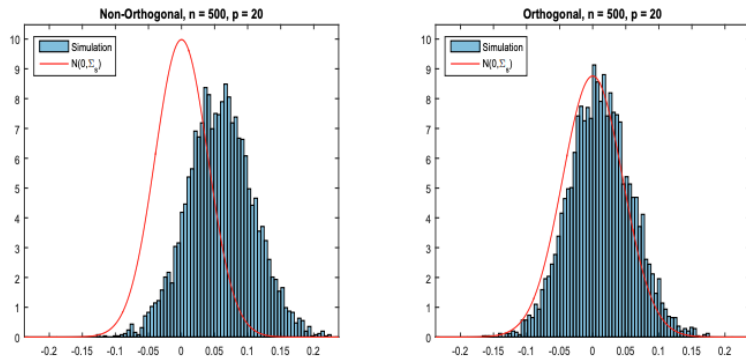 Non-Orthogonal, n = 500, p = 20
10
9
8
7
6
5
4
3
2
1
0
Simulation
N(0,Σ_s)
-0.2 -0.15 -0.1 -0.05 0 0.05 0.1 0.15 0.2
Orthogonal, n = 500, p = 20
10
9
8
7
6
5
4
3
2
1
0
Simulation
N(0,Σ_s)
-0.2 -0.15 -0.1 -0.05 0 0.05 0.1 0.15 0.2